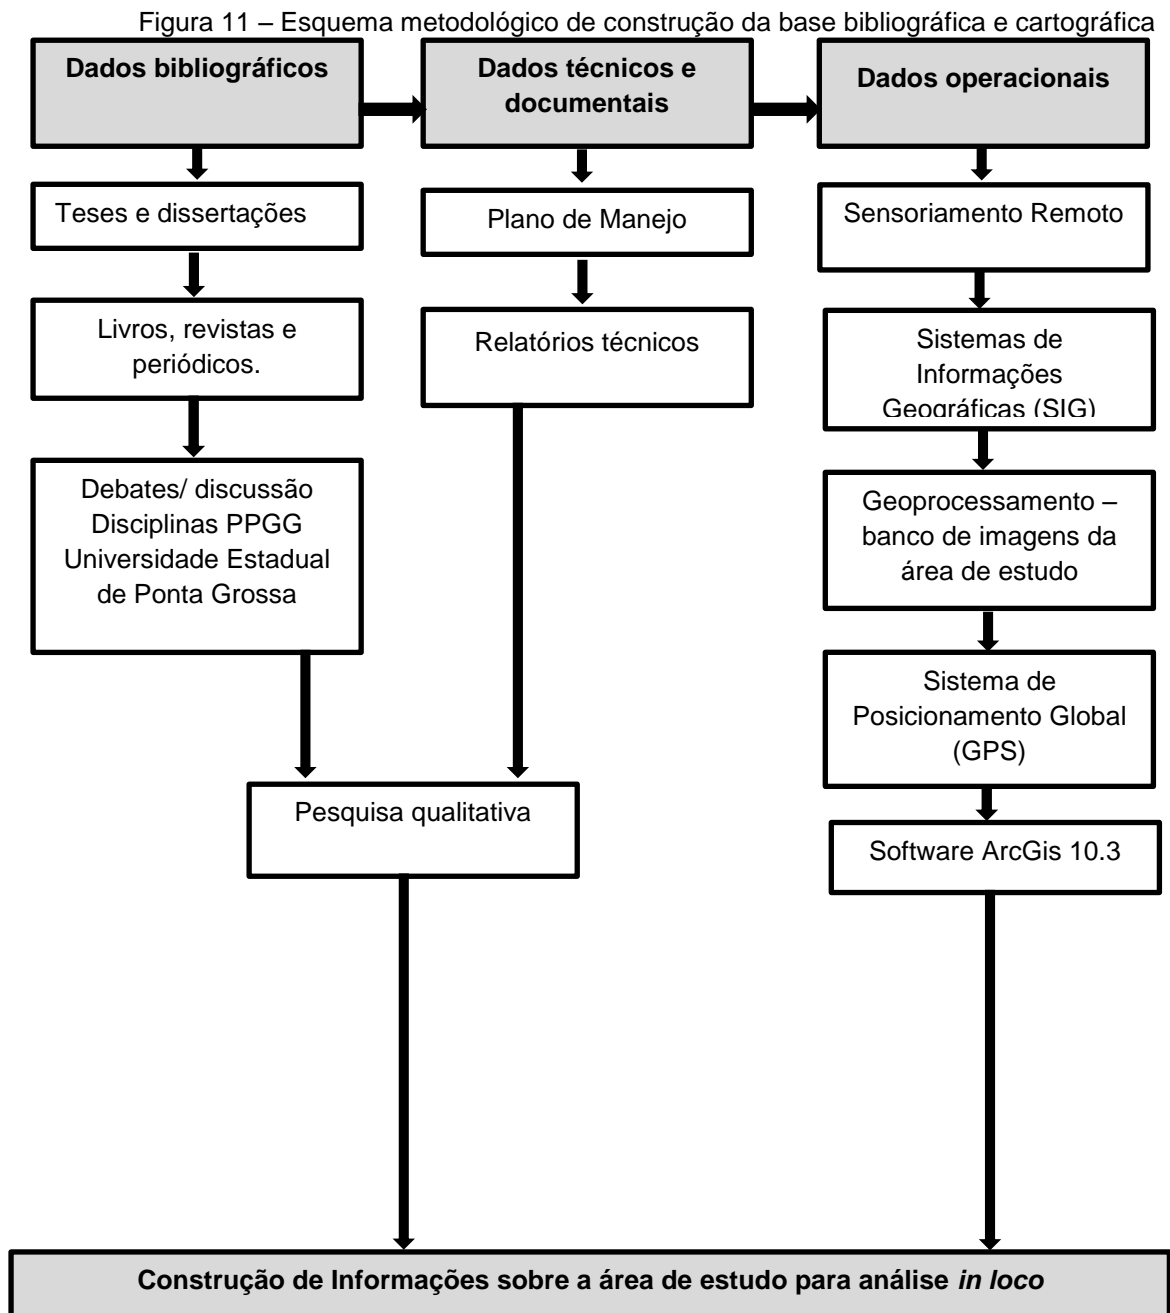 Figura 11 – Esquema metodológico de construção da base bibliográfica e cartográfica
Dados bibliográficos
Dados técnicos e
documentais
Dados operacionais
Teses e dissertações
Plano de Manejo
Sensoriamento Remoto
Livros, revistas e
periódicos.
Relatórios técnicos
Sistemas de
Informações
Geográficas (SIG)
Debates/ discussão
Disciplinas PPGG
Universidade Estadual
de Ponta Grossa
Geoprocessamento –
banco de imagens da
área de estudo
Sistema de
Posicionamento Global
(GPS)
Pesquisa qualitativa
Software ArcGis 10.3
Construção de Informações sobre a área de estudo para análise in loco